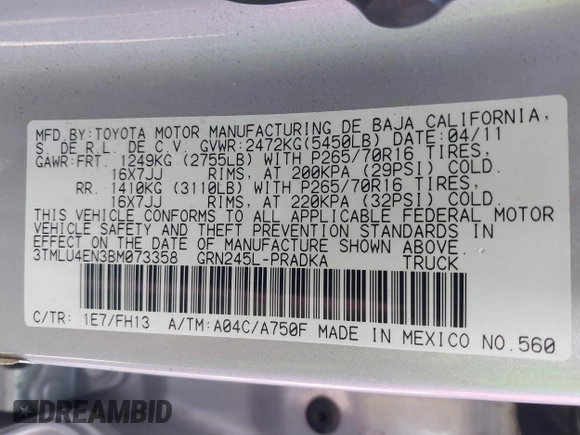 MFD.BY:TOYOTA MOTOR MANUFACTURING DE BAJA CALIFORNIA,
S. DE R.L. DE C.V. GVWR:2472KG(5450LB) DATE:04/11
GAWR:FRT. 1249KG (2755LB) WITH P265/70R16 TIRES,
16X7JJ RIMS, AT 200KPA (29PSI) COLD.
RR. 1410KG (3110LB) WITH P265/70R16 TIRES,
16X7JJ RIMS, AT 220KPA (32PSI) COLD.
THIS VEHICLE CONFORMS TO ALL APPLICABLE FEDERAL MOTOR
VEHICLE SAFETY AND THEFT PREVENTION STANDARDS IN
EFFECT ON THE DATE OF MANUFACTURE SHOWN ABOVE.
3TMLU4EN3BM073358 GRN245L-PRADKA TRUCK
C/TR: 1E7/FH13 A/TM:A04C/A750F MADE IN MEXICO NO.560
DREAMBID